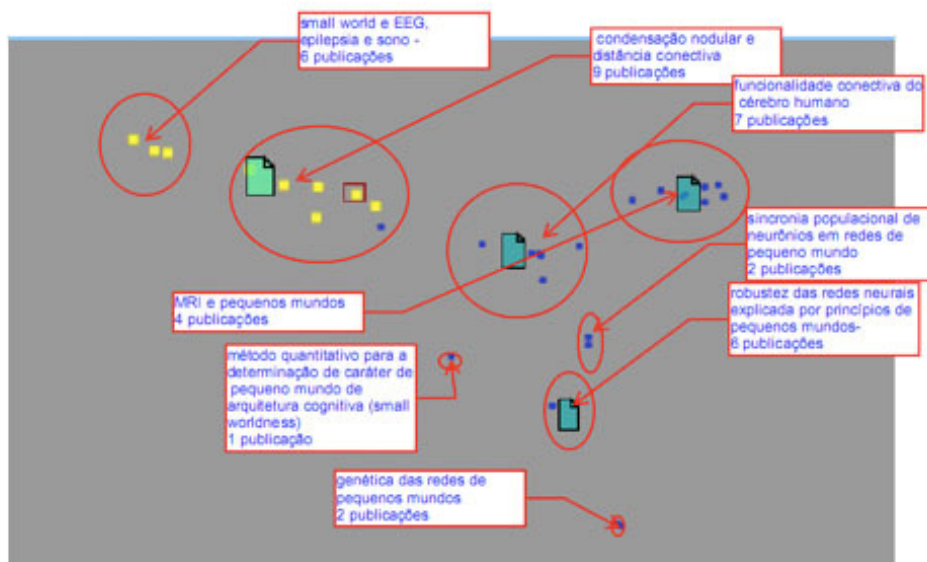 small world e EEG,
epilepsia e sono -
6 publicações
condensação nodular e
distância conectiva
9 publicações
funcionalidade conectiva do
cérebro humano
7 publicações
sincronia populacional de
neurônios em redes de
pequeno mundo
2 publicações
MRI e pequenos mundos
4 publicações
robustez das redes neurais
explicada por princípios de
pequenos mundos-
6 publicações
método quantitativo para a
determinação de caráter de
pequeno mundo de
arquitetura cognitiva (small
worldness)
1 publicação
genética das redes de
pequenos mundos
2 publicações